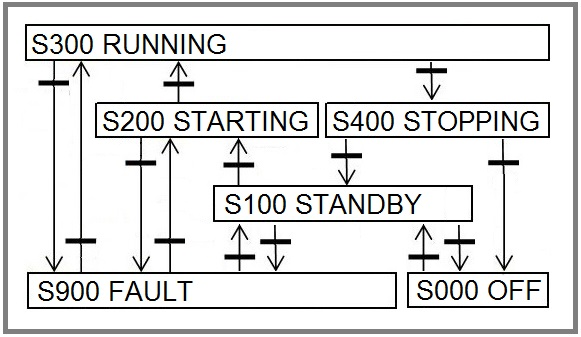 S300 RUNNING
S200 STARTING
S400 STOPPING
S100 STANDBY
S900 FAULT
S000 OFF